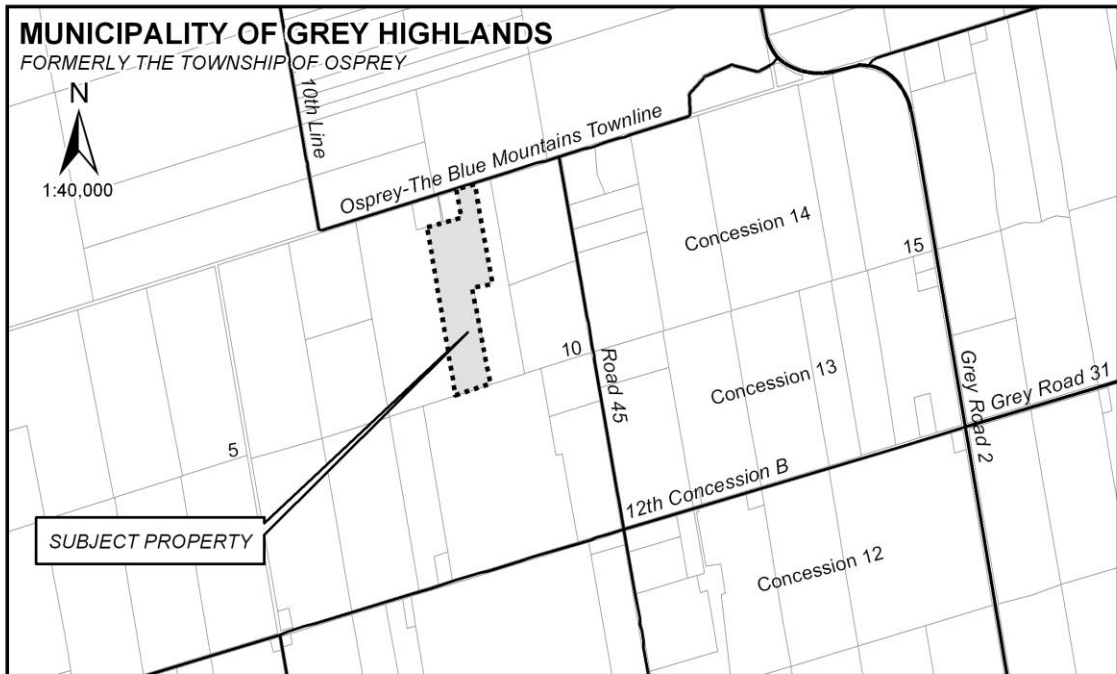 MUNICIPALITY OF GREY HIGHLANDS
FORMERLY THE TOWNSHIP OF OSPREY
N
1:40,000
10th Line
Osprey-The Blue Mountains Townline
Concession 14
15
10
Road 45
Concession 13
Grey Road 2
Grey Road 31
5
12th Concession B
SUBJECT PROPERTY
Concession 12